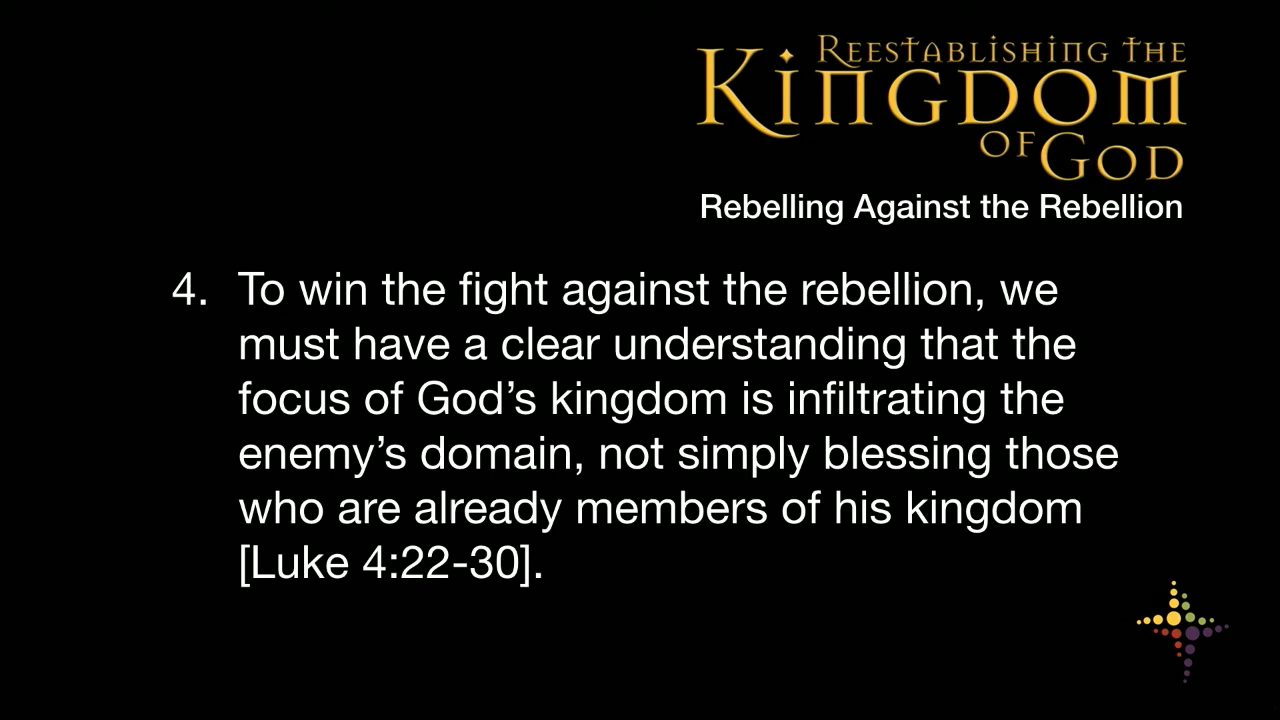 Reestablishing the
Kingdom
of God
Rebelling Against the Rebellion
4. To win the fight against the rebellion, we
must have a clear understanding that the
focus of God’s kingdom is infiltrating the
enemy’s domain, not simply blessing those
who are already members of his kingdom
[Luke 4:22-30].